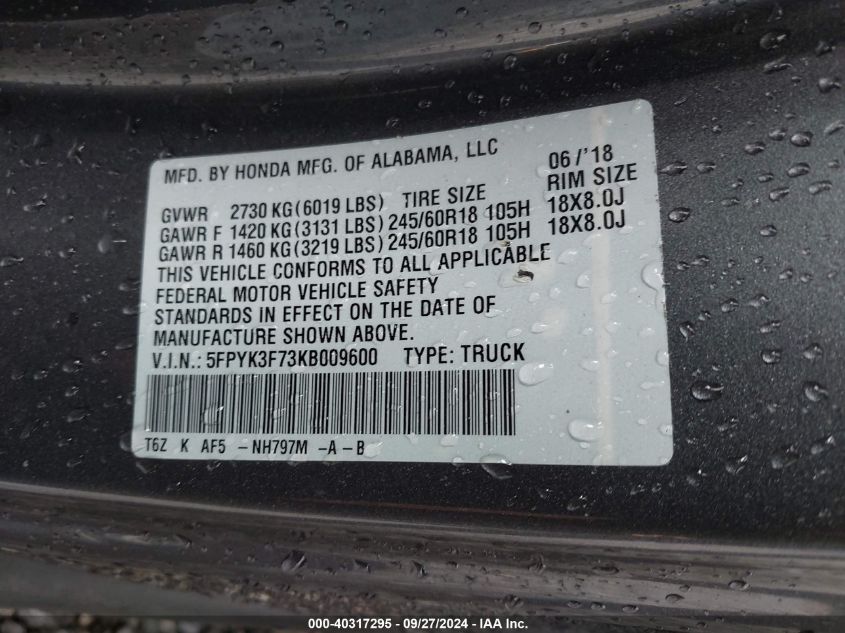 MFD. BY HONDA MFG. OF ALABAMA, LLC 06/'18
GVWR 2730 KG(6019 LBS) TIRE SIZE RIM SIZE
GAWR F 1420 KG(3131 LBS) 245/60R18 105H 18X8.0J
GAWR R 1460 KG(3219 LBS) 245/60R18 105H 18X8.0J
THIS VEHICLE CONFORMS TO ALL APPLICABLE
FEDERAL MOTOR VEHICLE SAFETY
STANDARDS IN EFFECT ON THE DATE OF
MANUFACTURE SHOWN ABOVE.
V.I.N.: 5FPYK3F73KB009600 TYPE: TRUCK
T6Z K AF5 -NH797M -A-B
000-40317295 - 09/27/2024 - IAA Inc.